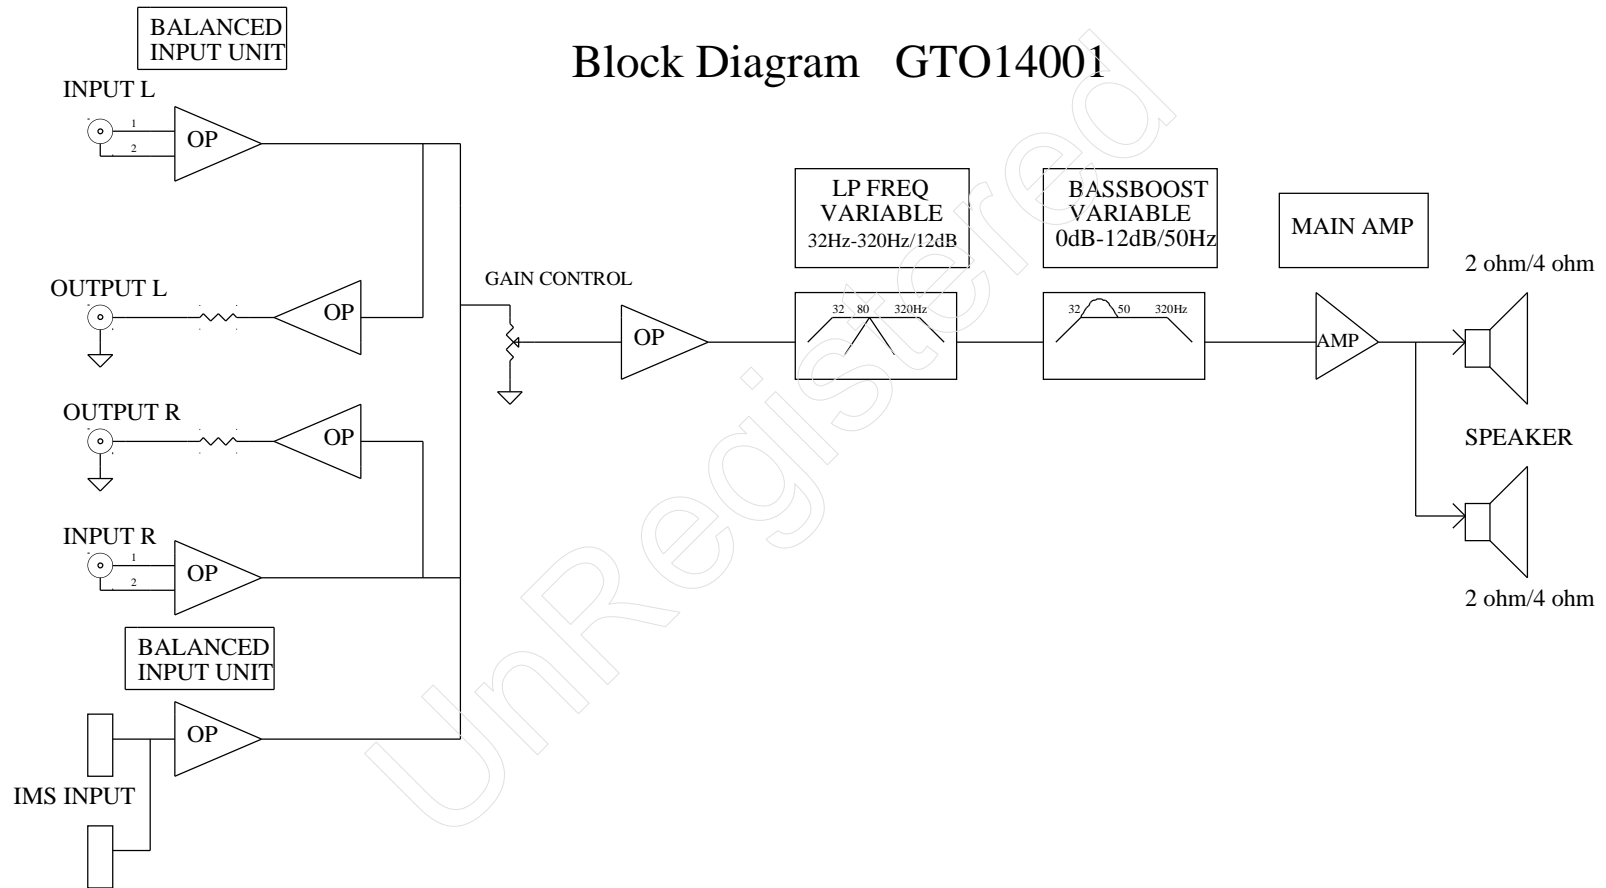 Block Diagram GTO14001
BALANCED
INPUT UNIT
INPUT L
1
2
OP
OUTPUT L
OP
OUTPUT R
OP
INPUT R
1
2
OP
BALANCED
INPUT UNIT
OP
IMS INPUT
GAIN CONTROL
OP
LP FREQ
VARIABLE
32Hz-320Hz/12dB
32 80 320Hz
BASSBOOST
VARIABLE
0dB-12dB/50Hz
32 50 320Hz
MAIN AMP
AMP
2 ohm/4 ohm
SPEAKER
2 ohm/4 ohm
UnRegistered